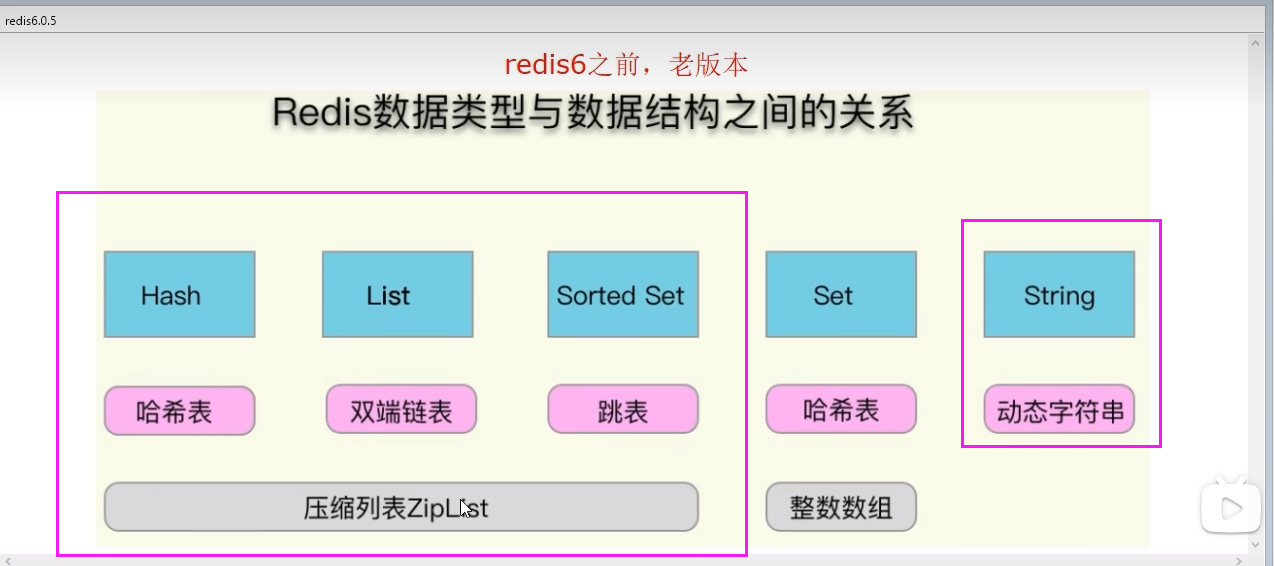 redis6.0.5
redis6之前，老版本
Redis数据类型与数据结构之间的关系
Hash List Sorted Set Set String
哈希表 双端链表 跳表 哈希表 动态字符串
压缩列表ZipList 整数数组